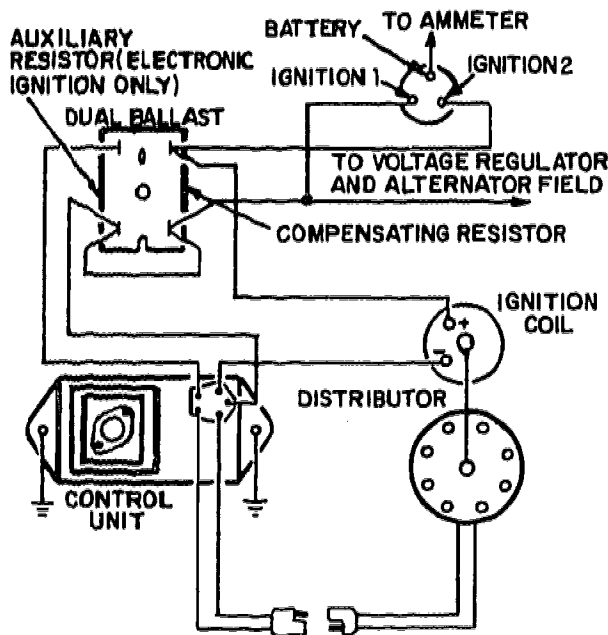 AUXILIARY
RESISTOR(ELECTRONIC
IGNITION ONLY)
BATTERY
TO AMMETER
IGNITION 1
IGNITION 2
DUAL BALLAST
TO VOLTAGE REGULATOR
AND ALTERNATOR FIELD
COMPENSATING RESISTOR
IGNITION
COIL
+
-
DISTRIBUTOR
CONTROL
UNIT